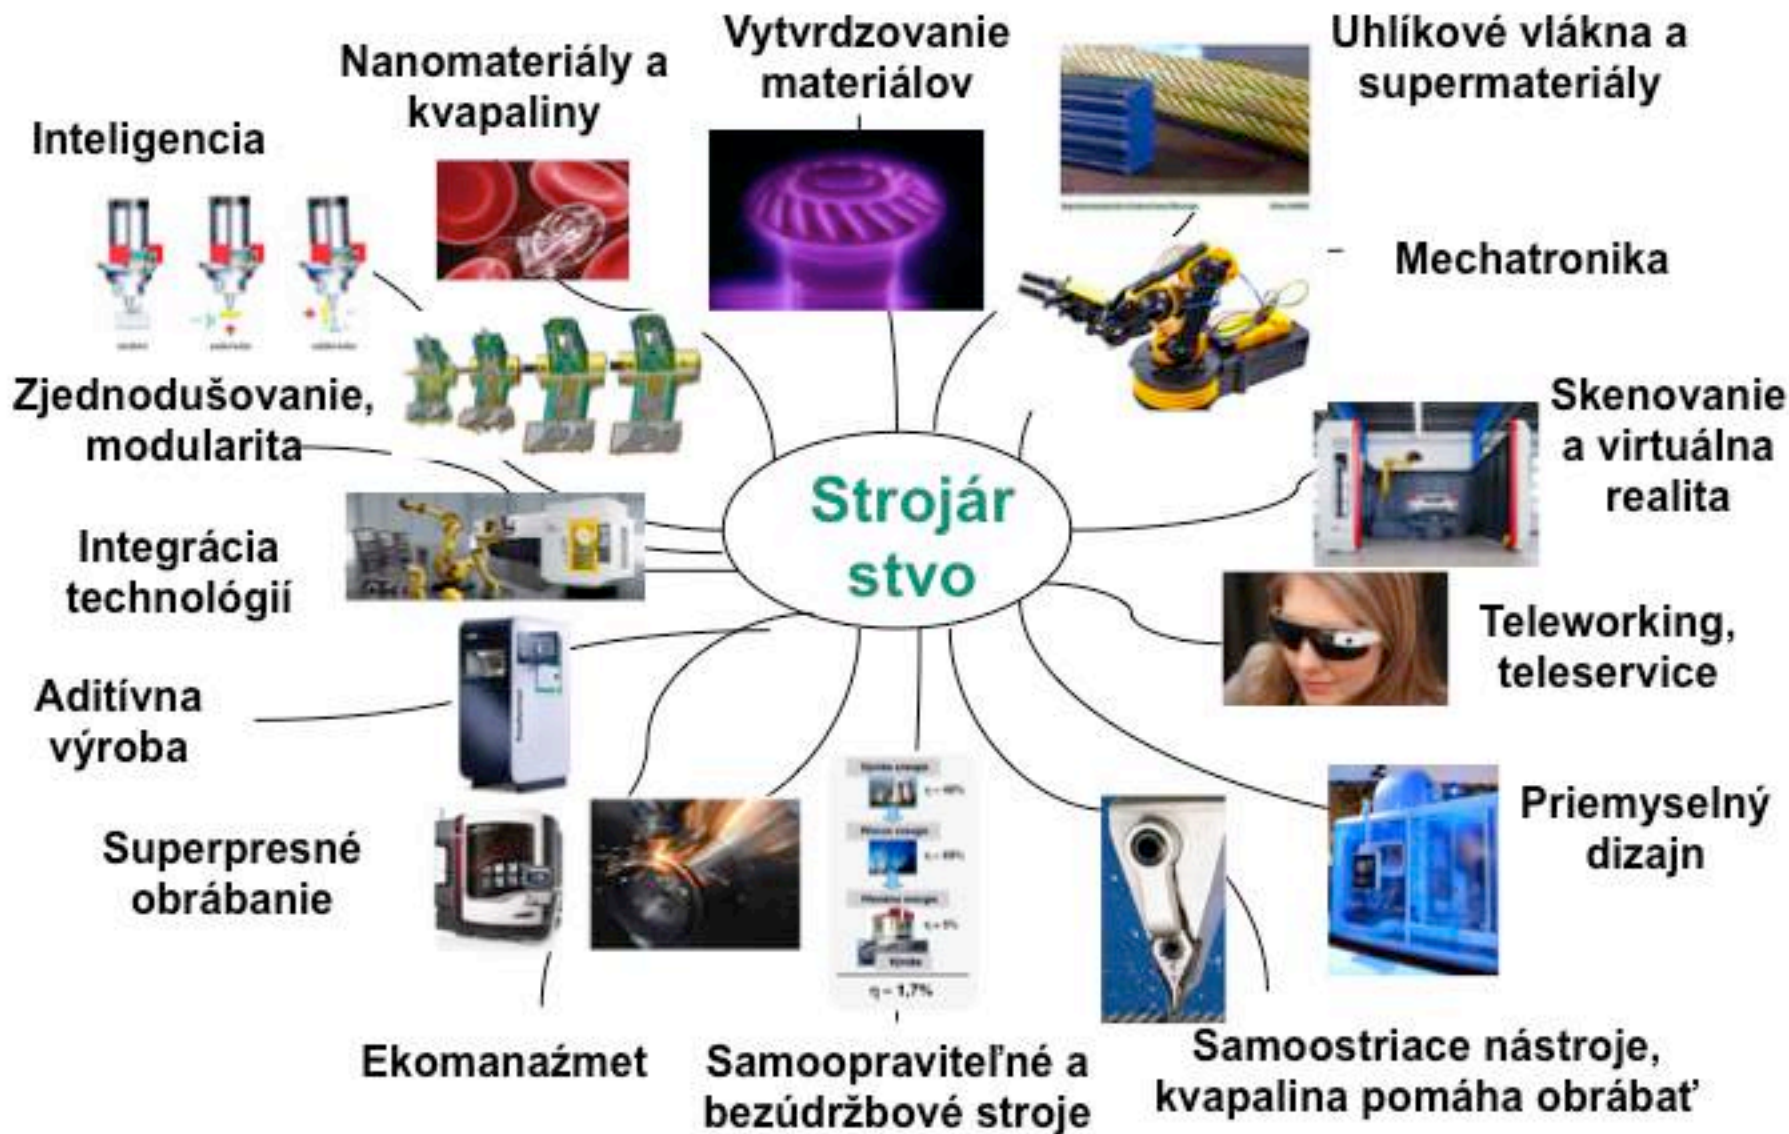 Nanomateriály a
kvapaliny
Vytvrdzovanie
materiálov
Uhlíkové vlákna a
supermateriály
Inteligencia
Mechatronika
Zjednodušovanie,
modularita
Skenovanie
a virtuálna
realita
Strojár
stvo
Integrácia
technológií
Teleworking,
teleservice
Aditívna
výroba
Priemyselný
dizajn
Superpresné
obrábanie
η = 1,7%
Ekomanaźmet
Samoopraviteľné a
bezúdržbové stroje
Samoostriace nástroje,
kvapalina pomáha obrábať